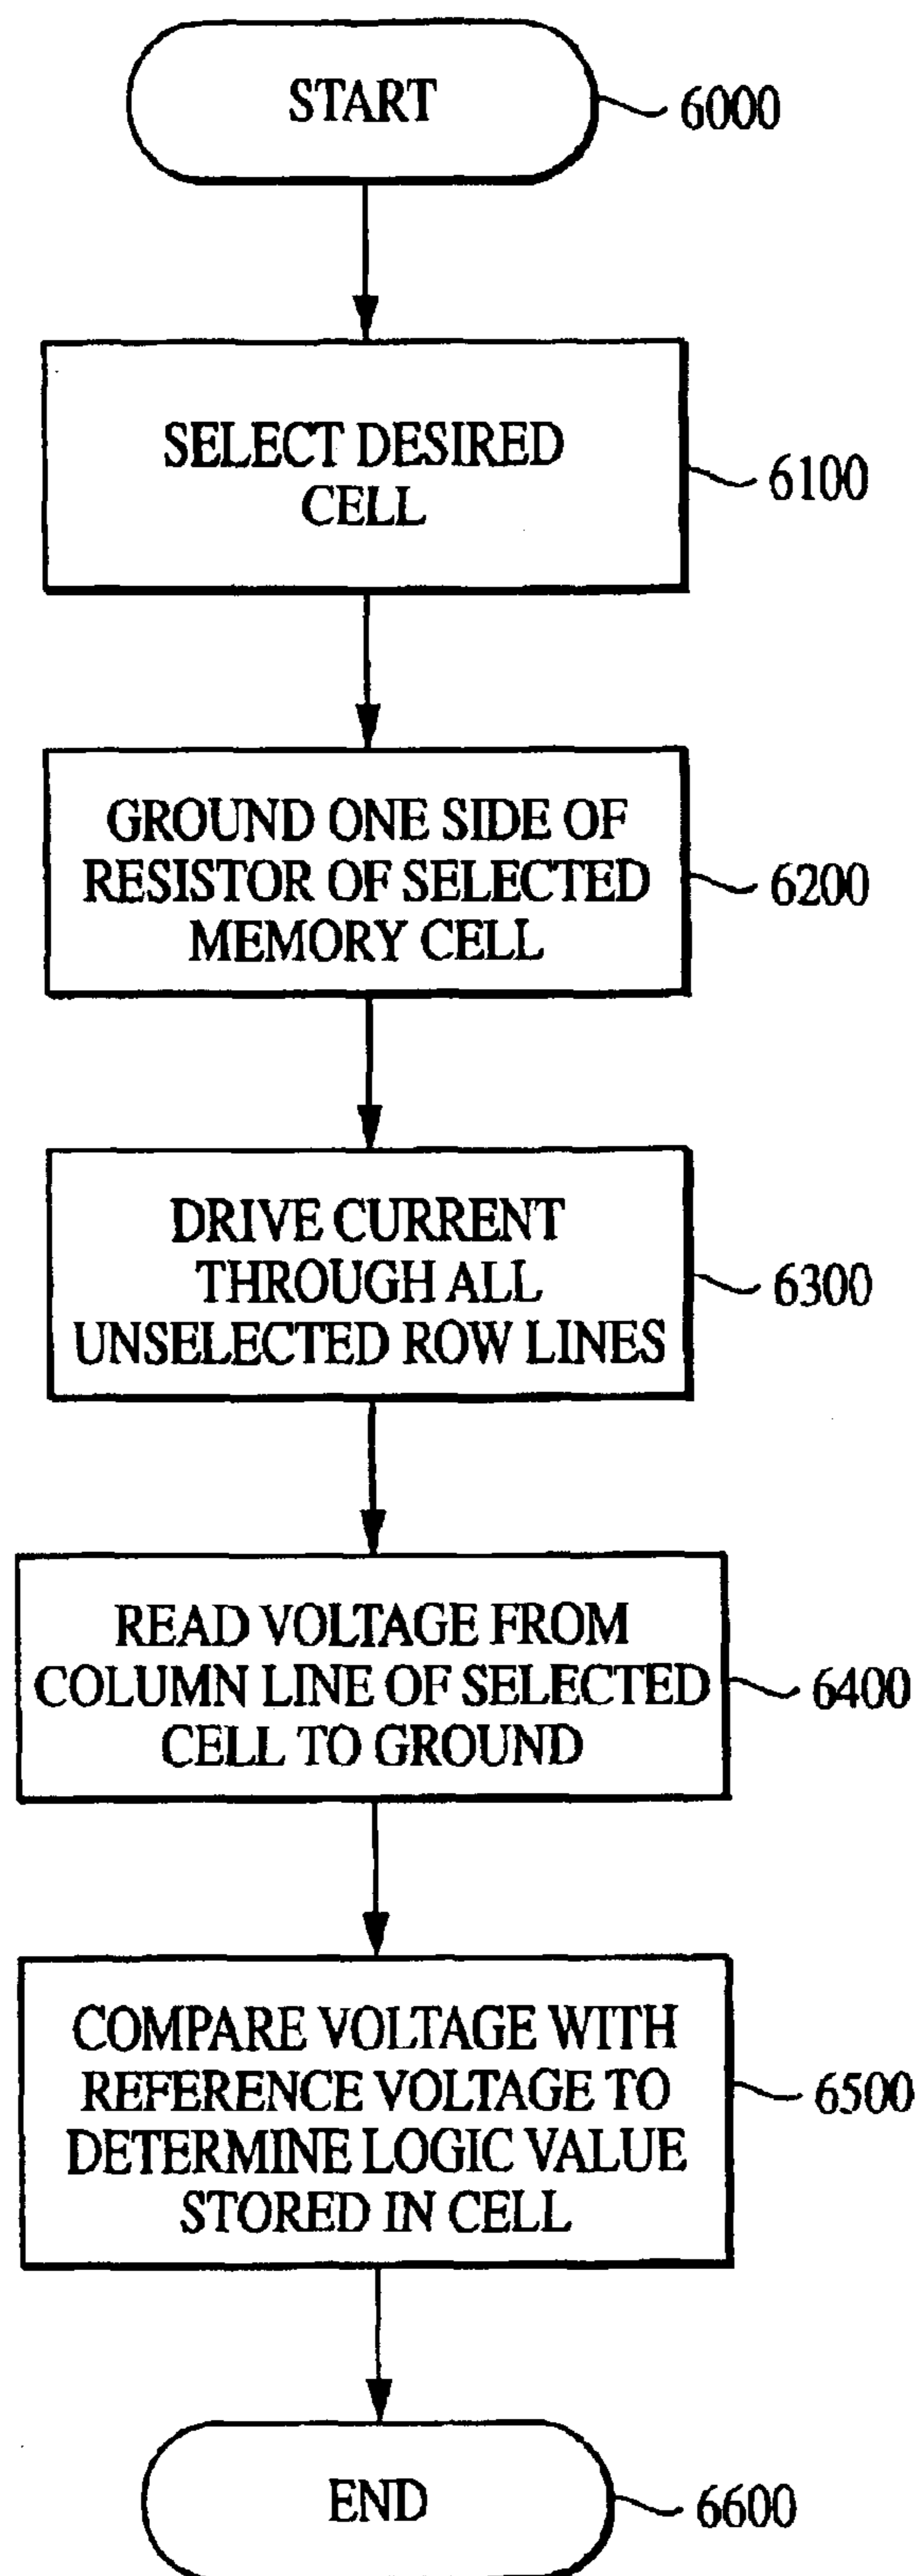 START
6000
SELECT DESIRED
CELL
6100
GROUND ONE SIDE OF
RESISTOR OF SELECTED
MEMORY CELL
6200
DRIVE CURRENT
THROUGH ALL
UNSELECTED ROW LINES
6300
READ VOLTAGE FROM
COLUMN LINE OF SELECTED
CELL TO GROUND
6400
COMPARE VOLTAGE WITH
REFERENCE VOLTAGE TO
DETERMINE LOGIC VALUE
STORED IN CELL
6500
END
6600